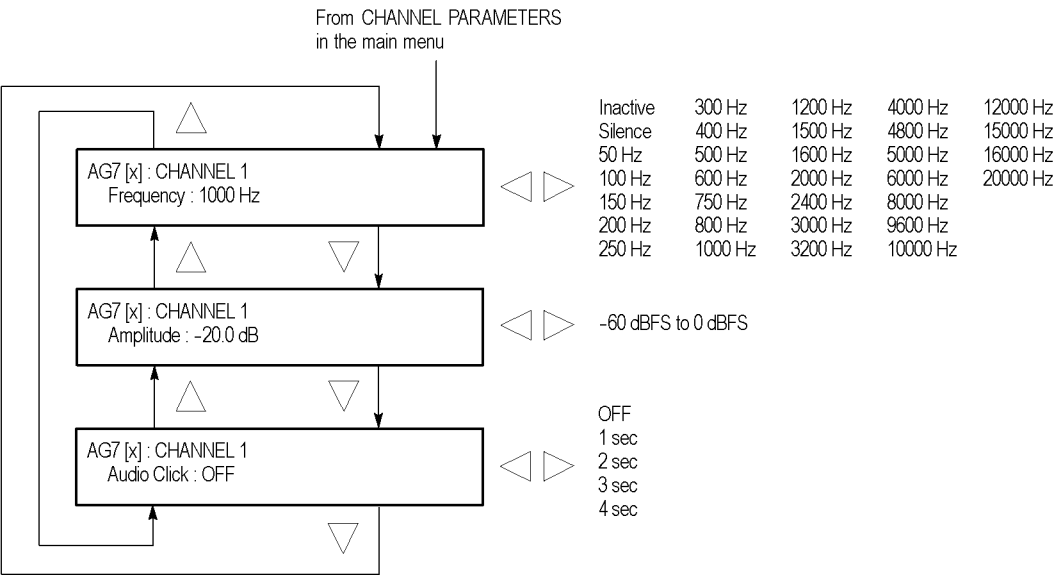 From CHANNEL PARAMETERS
in the main menu
AG7 [x] : CHANNEL 1
Frequency : 1000 Hz
Inactive 300 Hz 1200 Hz 4000 Hz 12000 Hz
Silence 400 Hz 1500 Hz 4800 Hz 15000 Hz
50 Hz 500 Hz 1600 Hz 5000 Hz 16000 Hz
100 Hz 600 Hz 2000 Hz 6000 Hz 20000 Hz
150 Hz 750 Hz 2400 Hz 8000 Hz
200 Hz 800 Hz 3000 Hz 9600 Hz
250 Hz 1000 Hz 3200 Hz 10000 Hz
AG7 [x] : CHANNEL 1
Amplitude : -20.0 dB
-60 dBFS to 0 dBFS
AG7 [x] : CHANNEL 1
Audio Click : OFF
OFF
1 sec
2 sec
3 sec
4 sec